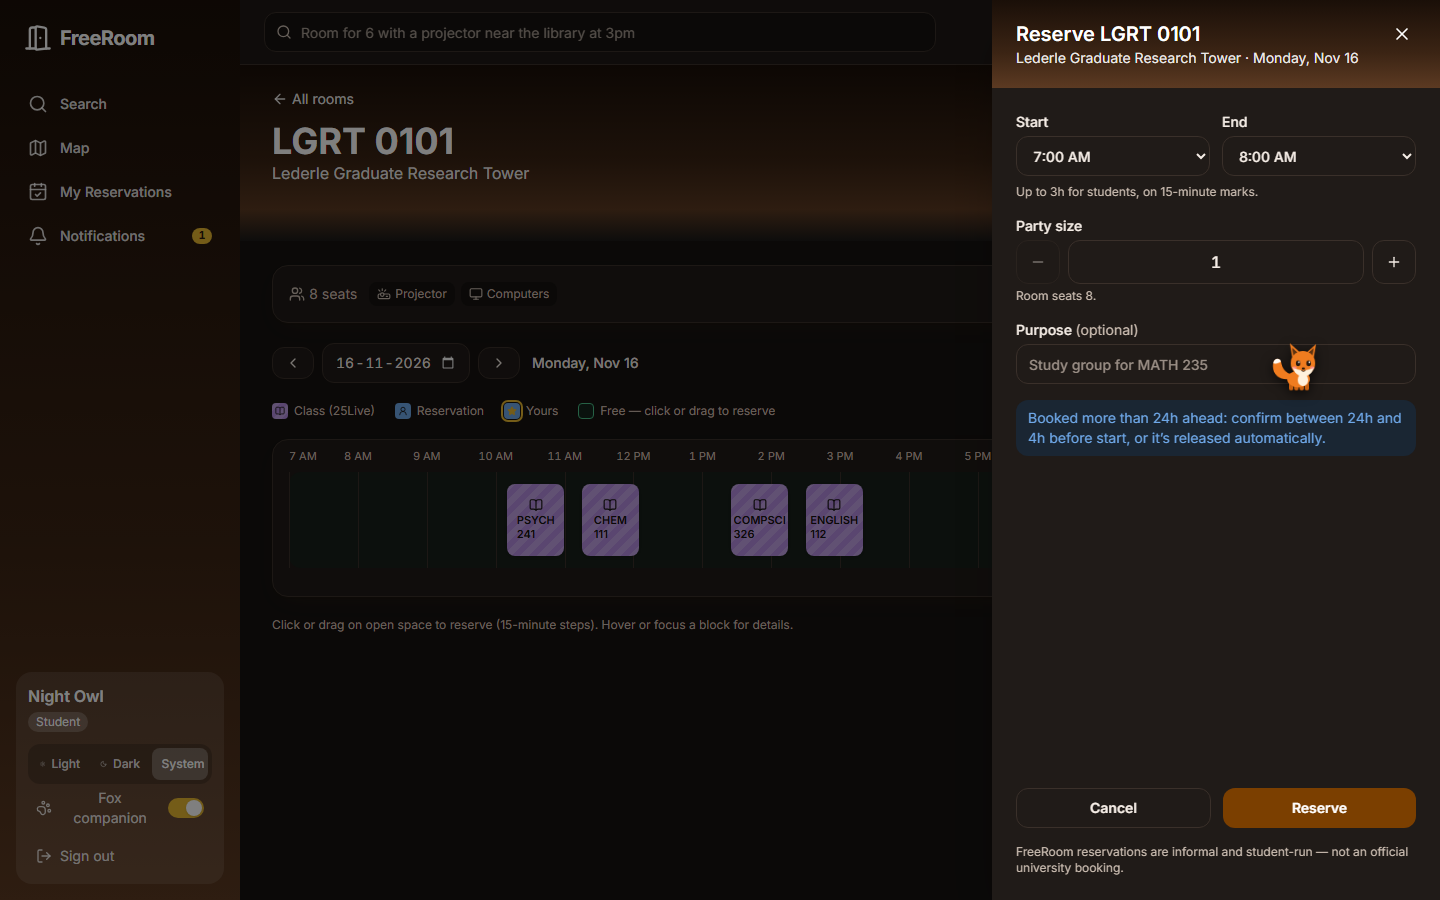 FreeRoom
Search
Map
My Reservations
Notifications
1
Night Owl
Student
Light
Dark
System
Fox
companion
Sign out
Room for 6 with a projector near the library at 3pm
All rooms
LGRT 0101
Lederle Graduate Research Tower
8 seats
Projector
Computers
16-11-2026
Monday, Nov 16
Class (25Live)
Reservation
Yours
Free — click or drag to reserve
7 AM 8 AM 9 AM 10 AM 11 AM 12 PM 1 PM 2 PM 3 PM 4 PM 5 PM
PSYCH
241
CHEM
111
COMPSCI
326
ENGLISH
112
Click or drag on open space to reserve (15-minute steps). Hover or focus a block for details.
Reserve LGRT 0101
Lederle Graduate Research Tower · Monday, Nov 16
Start
End
7:00 AM
8:00 AM
Up to 3h for students, on 15-minute marks.
Party size
1
Room seats 8.
Purpose (optional)
Study group for MATH 235
Booked more than 24h ahead: confirm between 24h and
4h before start, or it’s released automatically.
Cancel
Reserve
FreeRoom reservations are informal and student-run — not an official
university booking.